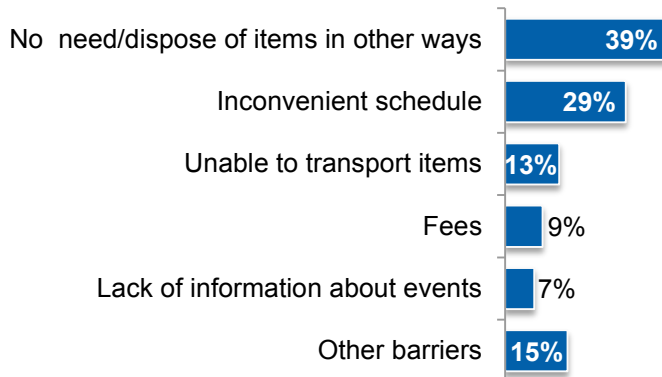 No need/dispose of items in other ways 39%
Inconvenient schedule 29%
Unable to transport items 13%
Fees 9%
Lack of information about events 7%
Other barriers 15%